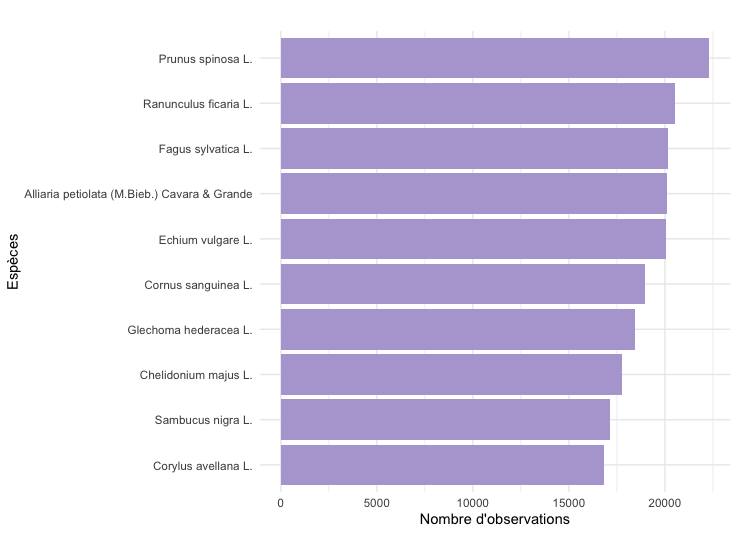 Prunus spinosa L.
Ranunculus ficaria L.
Fagus sylvatica L.
Alliaria petiolata (M.Bieb.) Cavara & Grande
Echium vulgare L.
Cornus sanguinea L.
Glechoma hederacea L.
Chelidonium majus L.
Sambucus nigra L.
Corylus avellana L.
Espèces
0 5000 10000 15000 20000
Nombre d'observations